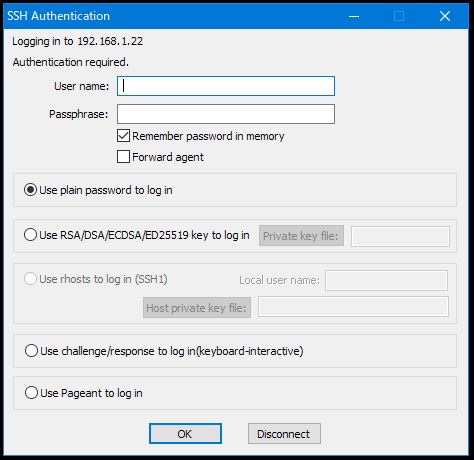 SSH Authentication
Logging in to 192.168.1.22
Authentication required.
User name:
Passphrase:
Remember password in memory
Forward agent
Use plain password to log in
Use RSA/DSA/ECDSA/ED25519 key to log in Private key file:
Use rhosts to log in (SSH1) Local user name:
Host private key file:
Use challenge/response to log in(keyboard-interactive)
Use Pageant to log in
OK Disconnect